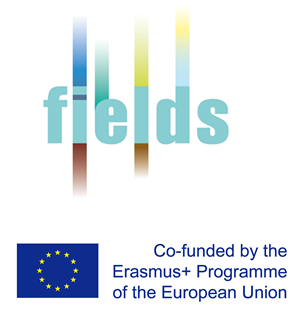 fields
Co-funded by the
Erasmus+ Programme
of the European Union